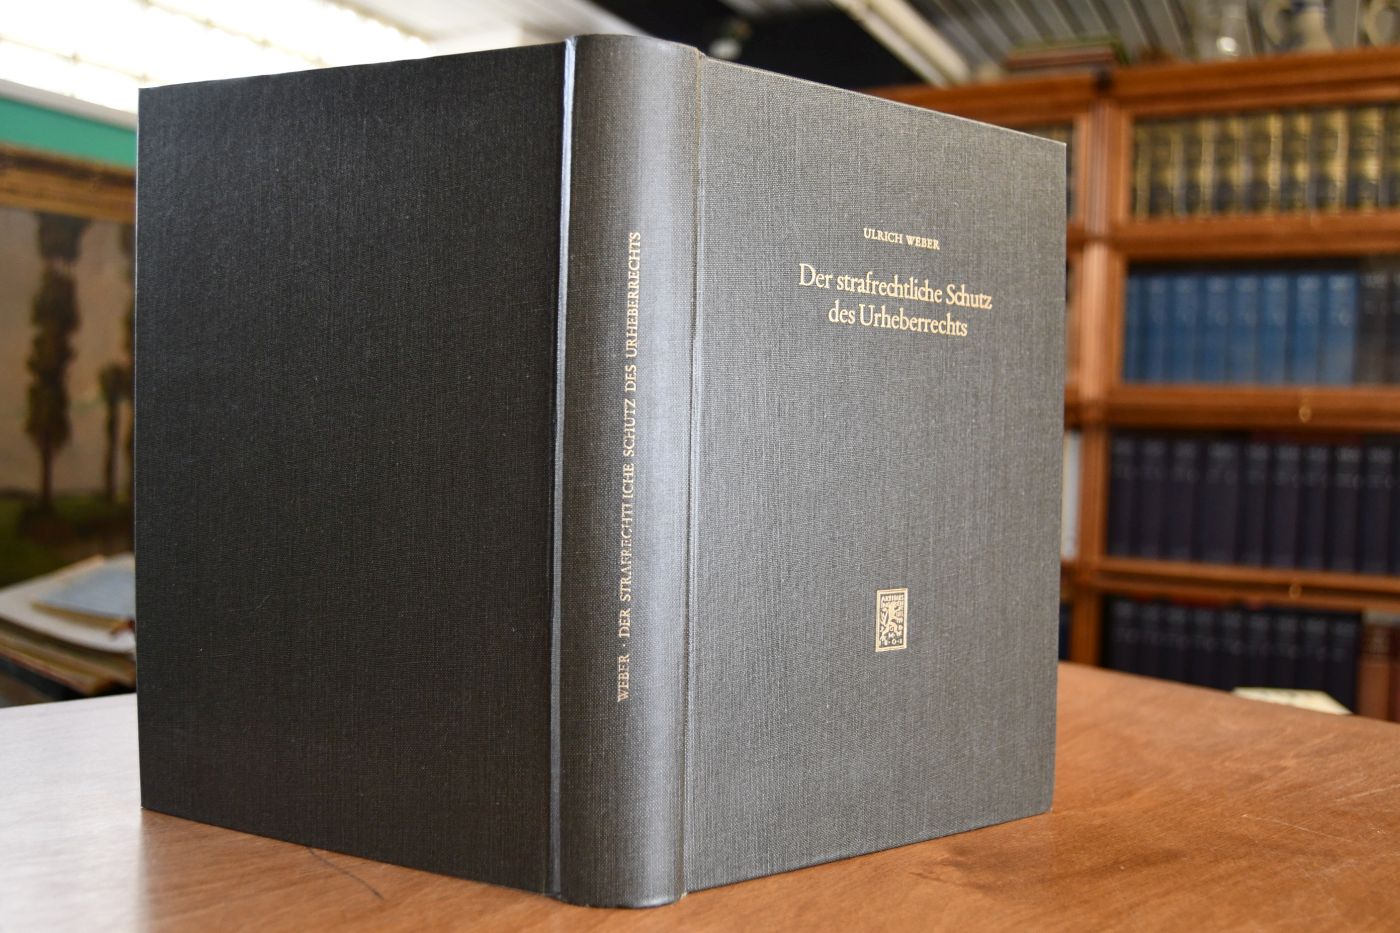 WEBER · DER STRAFRECHTLICHE SCHUTZ DES URHEBERRECHTS
ULRICH WEBER
Der strafrechtliche Schutz
des Urheberrechts